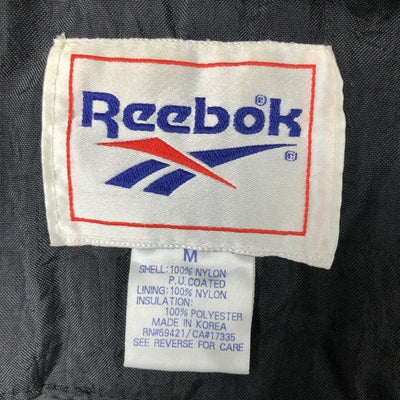 Reebok®
®
M
SHELL: 100% NYLON
P.U. COATED
LINING: 100% NYLON
INSULATION:
100% POLYESTER
MADE IN KOREA
RN#69421/CA#17335
SEE REVERSE FOR CARE